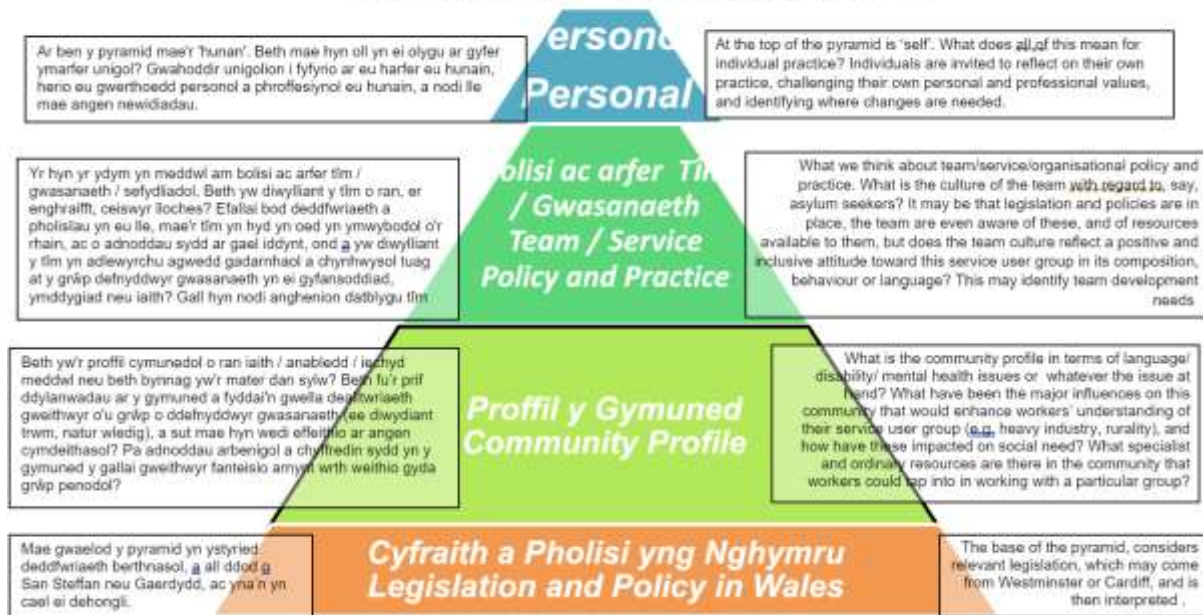 Personol
Personal
Ar ben y pyramid mae'r 'hunan'. Beth mae hyn oll yn ei olygu ar gyfer
ymarfer unigol? Gwahoddir unigolion i fyfyrio ar eu harfer eu hunain,
herio eu gwerthoedd personol a phroffesiynol eu hunain, a nodi lle
mae angen newidiadau.
At the top of the pyramid is 'self'. What does all of this mean for
individual practice? Individuals are invited to reflect on their own
practice, challenging their own personal and professional values,
and identifying where changes are needed.
Yr hyn yr ydym yn meddwl am bolisi ac arfer tîm /
gwasanaeth / sefydliadol. Beth yw diwylliant y tîm o ran, er
enghraifft, ceiswyr lloches? Efallai bod deddfwriaeth a
pholisïau yn eu lle, mae'r tîm yn hyd yn oed yn ymwybodol o'r
rhain, ac o adnoddau sydd ar gael iddynt, ond a yw diwylliant
y tîm yn adlewyrchu agwedd gadarnhaol a chynhwysol tuag
at y grŵp defnyddwyr gwasanaeth yn ei gyfansoddiad,
ymddygiad neu iaith? Gall hyn nodi anghenion datblygu tîm
olisi ac arfer Tîm
/ Gwasanaeth
Team / Service
Policy and Practice
What we think about team/service/organisational policy and
practice. What is the culture of the team with regard to, say,
asylum seekers? It may be that legislation and policies are in
place, the team are even aware of these, and of resources
available to them, but does the team culture reflect a positive and
inclusive attitude toward this service user group in its composition,
behaviour or language? This may identify team development
needs
Beth yw'r proffil cymunedol o ran iaith / anabledd / iechyd
meddwl neu beth bynnag yw'r mater dan sylw? Beth fu'r prif
ddylanwadau ar y gymuned a fyddai'n gwella dealltwriaeth
gweithwyr o'u grŵp o ddefnyddwyr gwasanaeth (ee diwydiant
trwm, natur wledig), a sut mae hyn wedi effeithio ar angen
cymdeithasol? Pa adnoddau arbenigol a chyffredin sydd yn y
gymuned y gallai gweithwyr fanteisio arnynt wrth weithio gyda
grŵp penodol?
Proffil y Gymuned
Community Profile
What is the community profile in terms of language/
disability/ mental health issues or whatever the issue at
hand? What have been the major influences on this
community that would enhance workers' understanding of
their service user group (e.g. heavy industry, rurality), and
how have these impacted on social need? What specialist
and ordinary resources are there in the community that
workers could tap into in working with a particular group?
Mae gwaelod y pyramid yn ystyried
deddfwriaeth berthnasol, a all ddod o
San Steffan neu Gaerdydd, ac yna'n yn
cael ei dehongli.
Cyfraith a Pholisi yng Nghymru
Legislation and Policy in Wales
The base of the pyramid, considers
relevant legislation, which may come
from Westminster or Cardiff, and is
then interpreted .